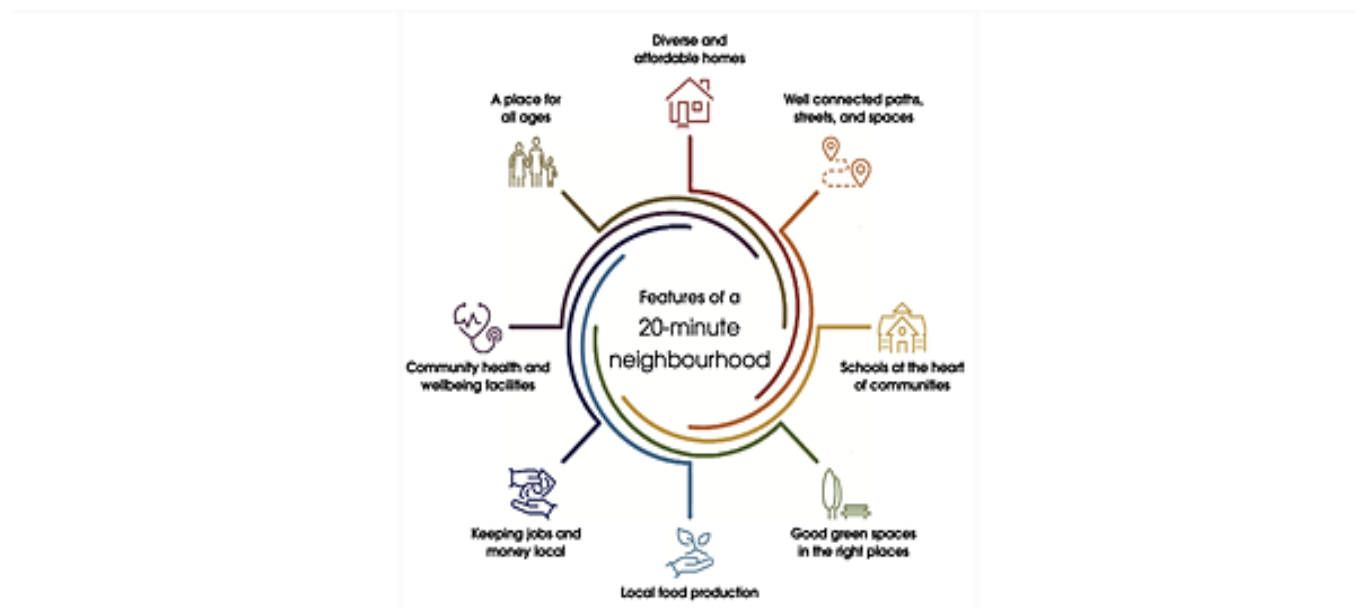 Diverse and
affordable homes
A place for
all ages
Well connected paths,
streets, and spaces
Features of a
20-minute
neighbourhood
Community health and
wellbeing facilities
Schools at the heart
of communities
Keeping jobs and
money local
Good green spaces
in the right places
Local food production